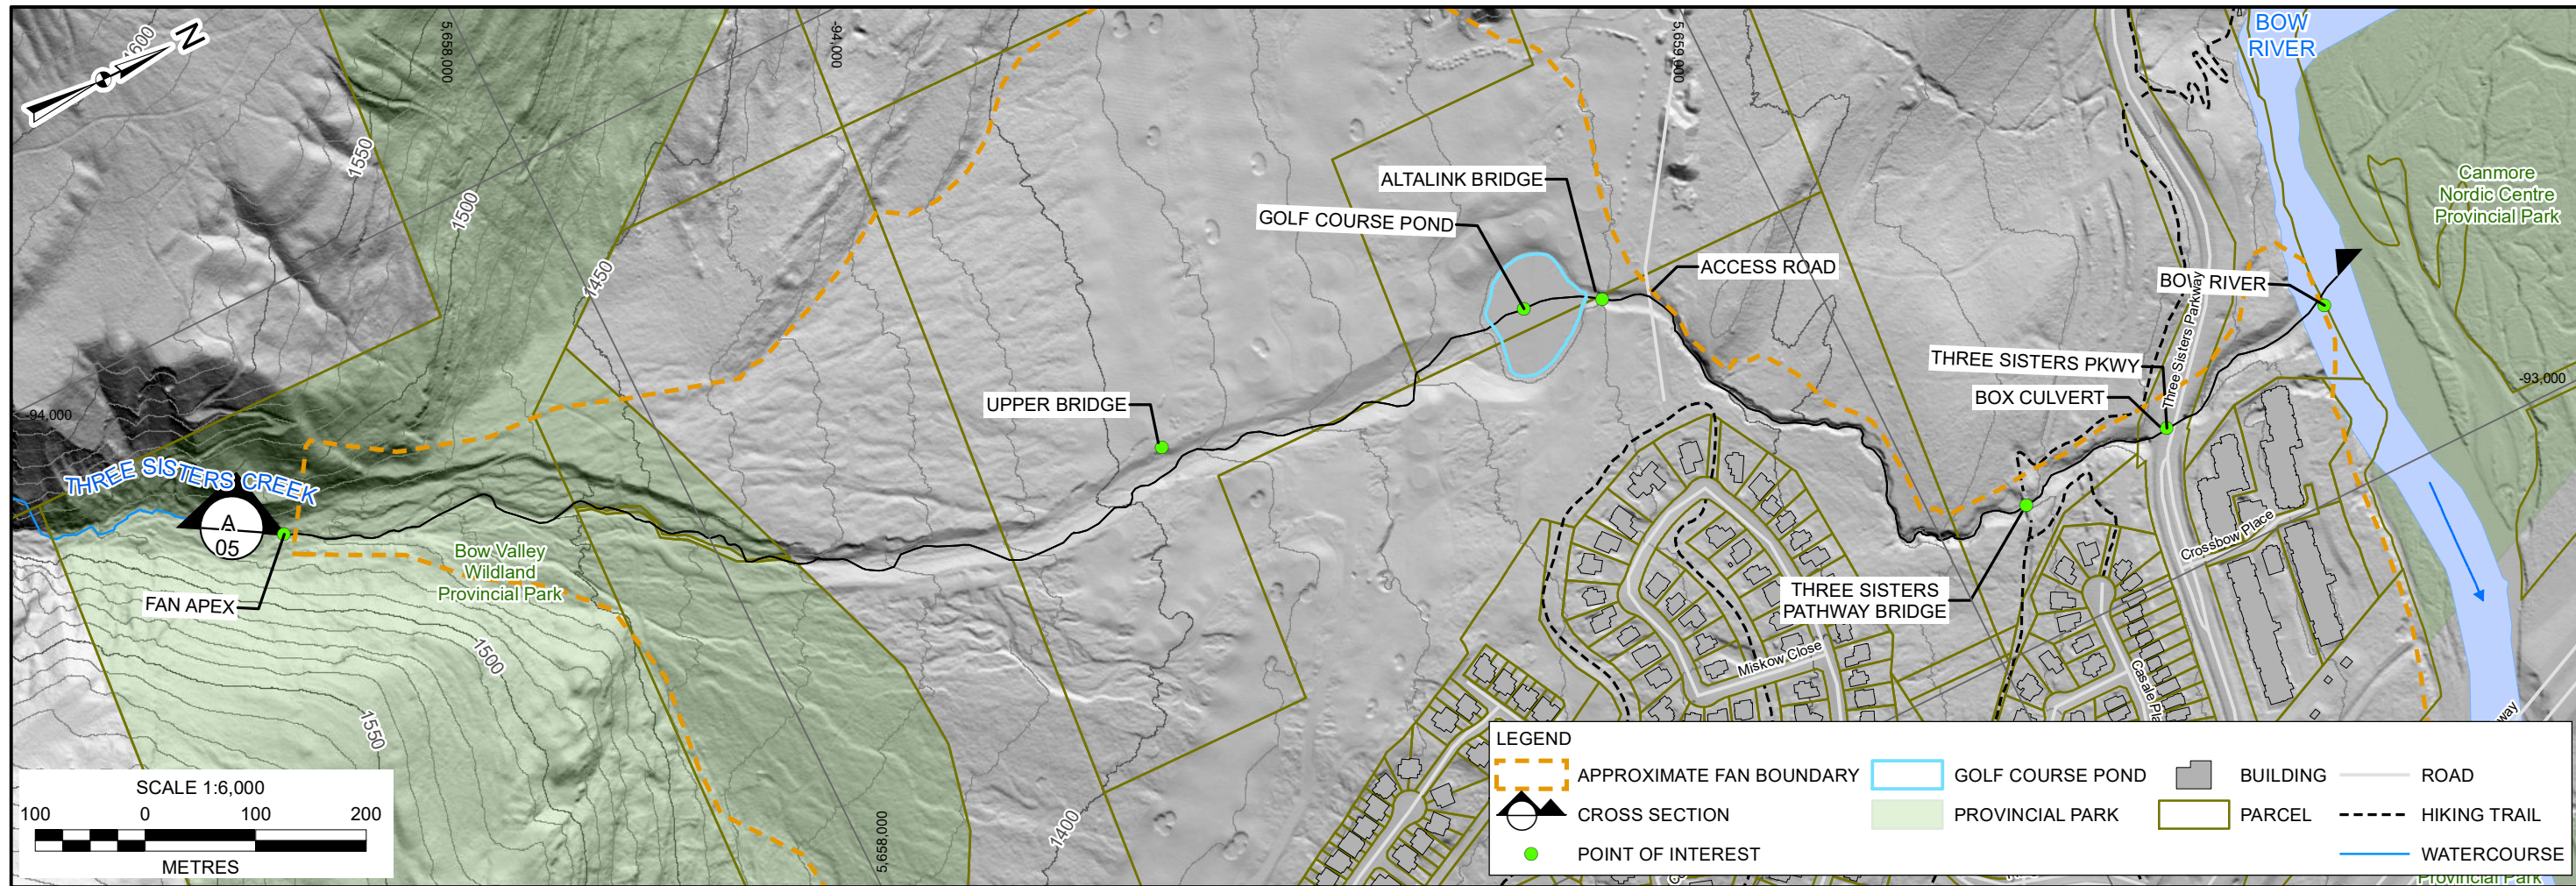 1600
N
5,658,000
-94,000
5,659,000
BOW
RIVER
1550
1500
1450
Canmore
Nordic Centre
Provincial Park
ALTALINK BRIDGE
GOLF COURSE POND
ACCESS ROAD
BOW RIVER
Three Sisters Parkway
THREE SISTERS PKWY
BOX CULVERT
-93,000
UPPER BRIDGE
-94,000
THREE SISTERS CREEK
A
05
FAN APEX
Bow Valley
Wildland
Provincial Park
Crossbow Place
THREE SISTERS
PATHWAY BRIDGE
Miskow Close
Casale Pla
1500
1550
1400
5,658,000
way
SCALE 1:6,000
100 0 100 200
METRES
LEGEND
APPROXIMATE FAN BOUNDARY
GOLF COURSE POND
BUILDING
ROAD
CROSS SECTION
PROVINCIAL PARK
PARCEL
HIKING TRAIL
POINT OF INTEREST
WATERCOURSE
Provincial Park